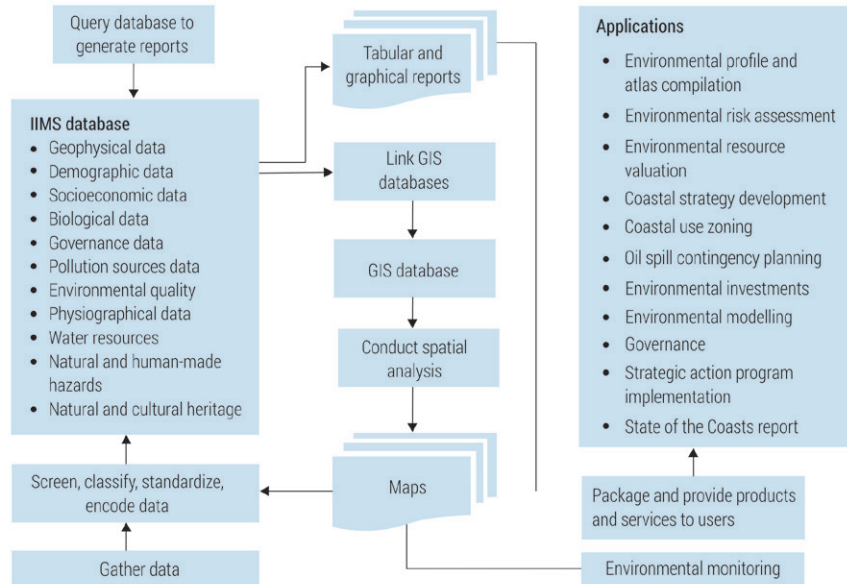 Query database to
generate reports
IIMS database
• Geophysical data
• Demographic data
• Socioeconomic data
• Biological data
• Governance data
• Pollution sources data
• Environmental quality
• Physiographical data
• Water resources
• Natural and human-made
hazards
• Natural and cultural heritage
Screen, classify, standardize,
encode data
Gather data
Tabular and
graphical reports
Link GIS
databases
GIS database
Conduct spatial
analysis
Maps
Applications
• Environmental profile and
atlas compilation
• Environmental risk assessment
• Environmental resource
valuation
• Coastal strategy development
• Coastal use zoning
• Oil spill contingency planning
• Environmental investments
• Environmental modelling
• Governance
• Strategic action program
implementation
• State of the Coasts report
Package and provide products
and services to users
Environmental monitoring